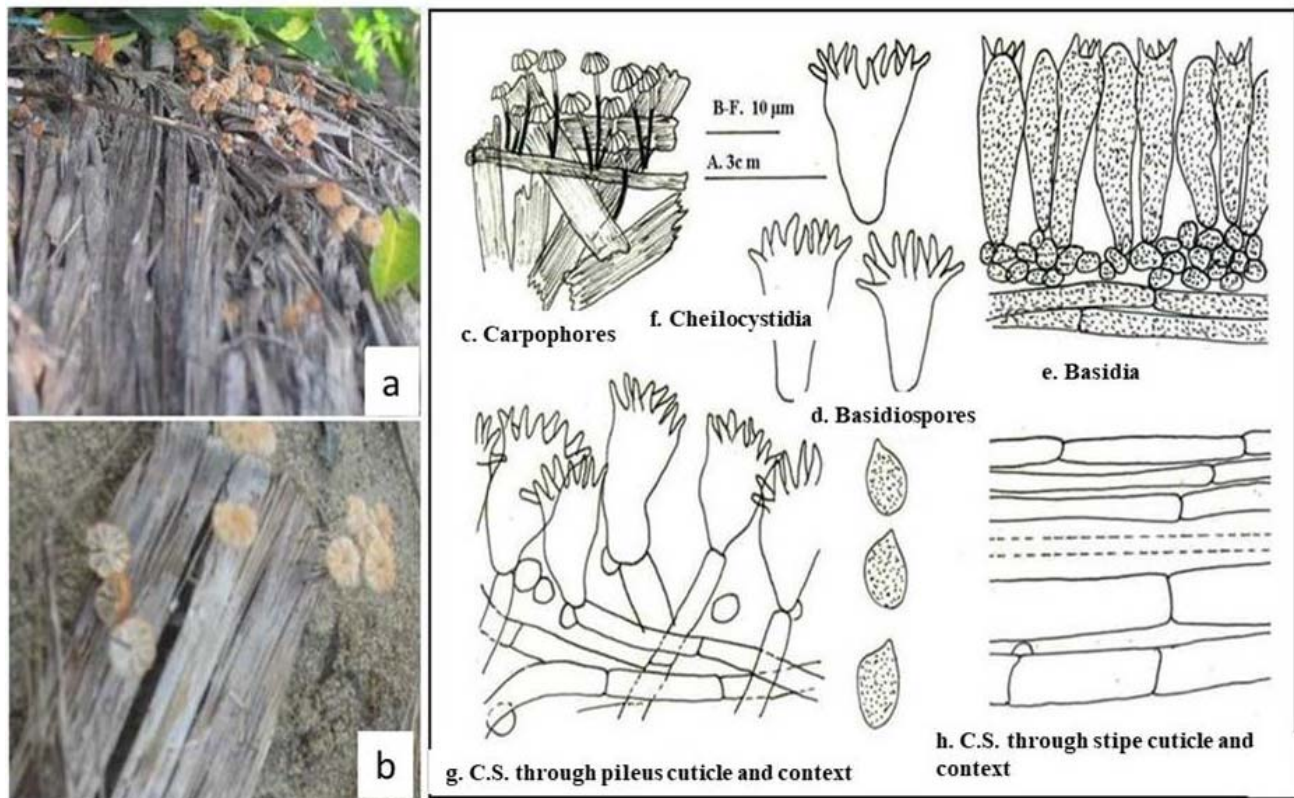 a
b
B-F. 10 µm
A. 3c m
c. Carpophores
f. Cheilocystidia
e. Basidia
d. Basidiospores
g. C.S. through pileus cuticle and context
h. C.S. through stipe cuticle and
context